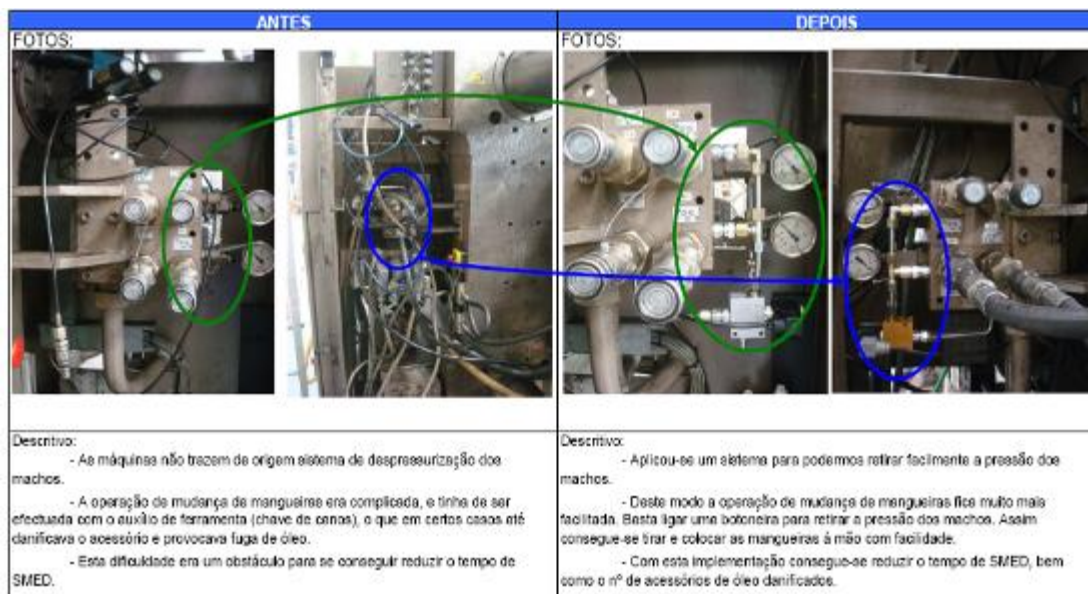 ANTES
FOTOS:
Descritivo:
- As máquinas não trazem de origem sistema de despressurização dos
machos.
- A operação de mudança de mangueiras era complicada, e tinha de ser
efectuada com o auxílio de ferramenta (chave de canos), o que em certos casos até
danificava o acessório e provocava fuga de óleo.
- Esta dificuldade era um obstáculo para se conseguir reduzir o tempo de
SMED.
DEPOIS
FOTOS:
Descritivo:
- Aplicou-se um sistema para podermos retirar facilmente a pressão dos
machos.
- Deste modo a operação de mudança de mangueiras fica muito mais
facilitada. Basta ligar uma botoneira para retirar a pressão dos machos. Assim
consegue-se tirar e colocar as mangueiras à mão com facilidade.
- Com esta implementação consegue-se reduzir o tempo de SMED, bem
como o nº de acessórios de óleo danificados.